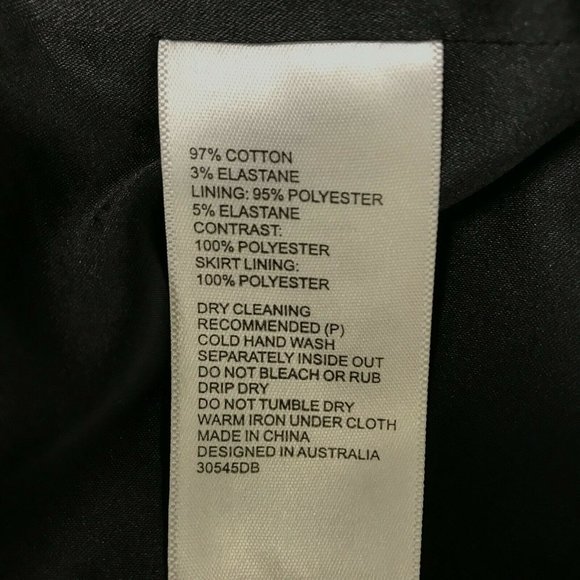 97% COTTON
3% ELASTANE
LINING: 95% POLYESTER
5% ELASTANE
CONTRAST:
100% POLYESTER
SKIRT LINING:
100% POLYESTER
DRY CLEANING
RECOMMENDED (P)
COLD HAND WASH
SEPARATELY INSIDE OUT
DO NOT BLEACH OR RUB
DRIP DRY
DO NOT TUMBLE DRY
WARM IRON UNDER CLOTH
MADE IN CHINA
DESIGNED IN AUSTRALIA
30545DB